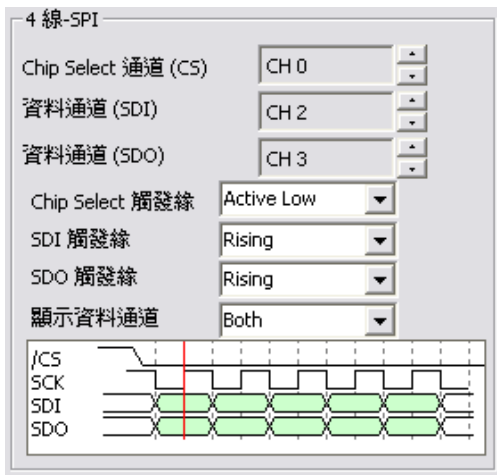 4 線-SPI
Chip Select 通道 (CS) CH 0
資料通道 (SDI) CH 2
資料通道 (SDO) CH 3
Chip Select 觸發緣 Active Low
SDI 觸發緣 Rising
SDO 觸發緣 Rising
顯示資料通道 Both
/CS
SCK
SDI
SDO